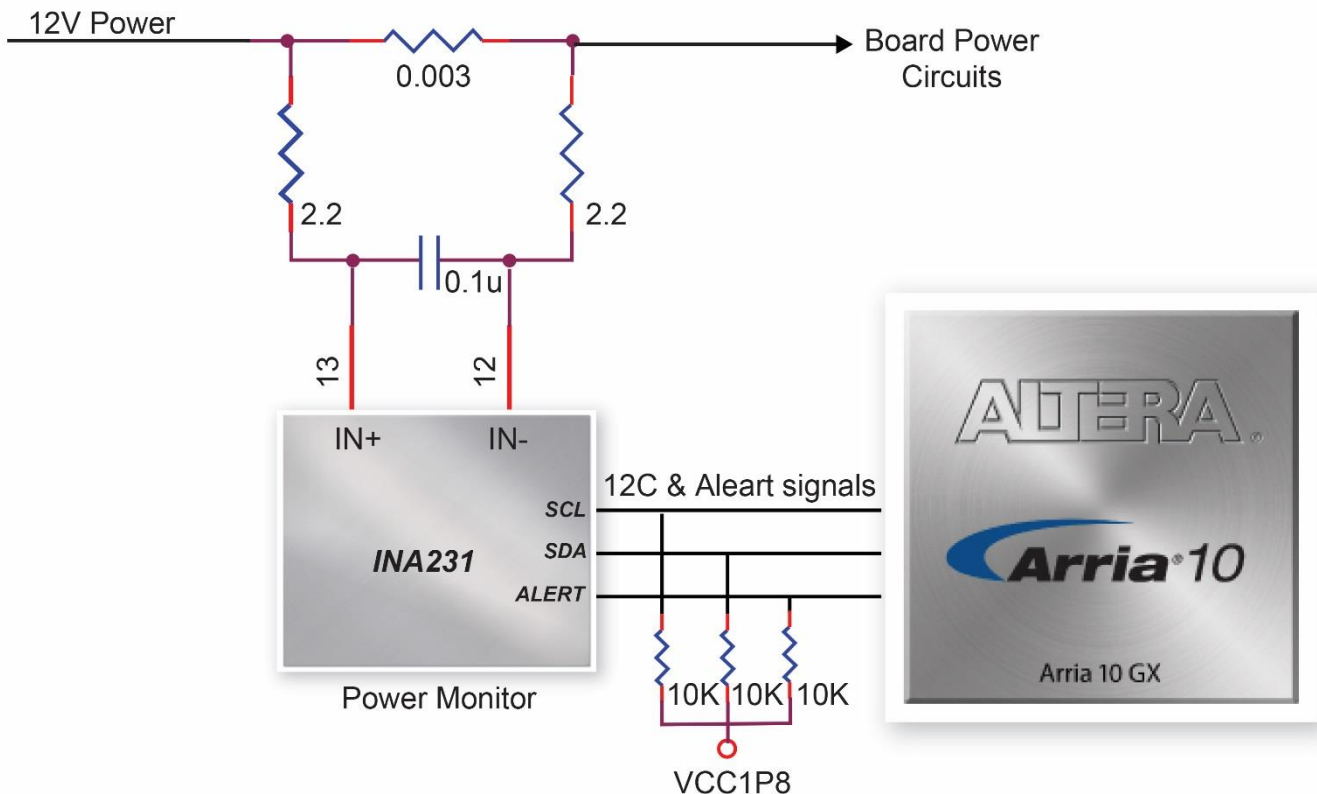 12V Power
0.003
Board Power
Circuits
2.2
2.2
0.1u
13
12
IN+
IN-
12C & Aleart signals
SCL
SDA
ALERT
INA231
Power Monitor
10K
10K
10K
VCC1P8
ALTERA®
Arria® 10
Arria 10 GX